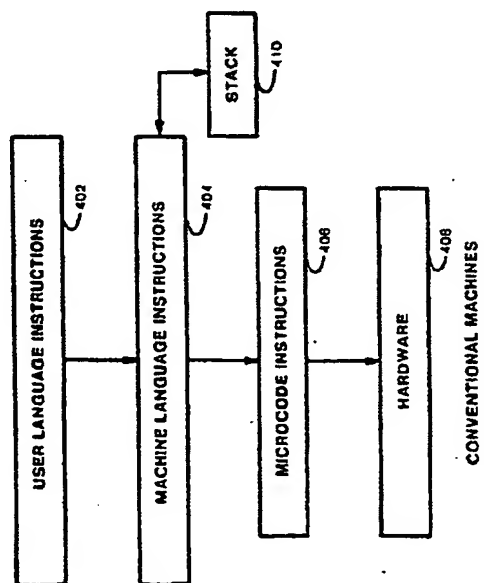 USER LANGUAGE INSTRUCTIONS
402
MACHINE LANGUAGE INSTRUCTIONS
404
STACK
410
MICROCODE INSTRUCTIONS
406
HARDWARE
408
CONVENTIONAL MACHINES